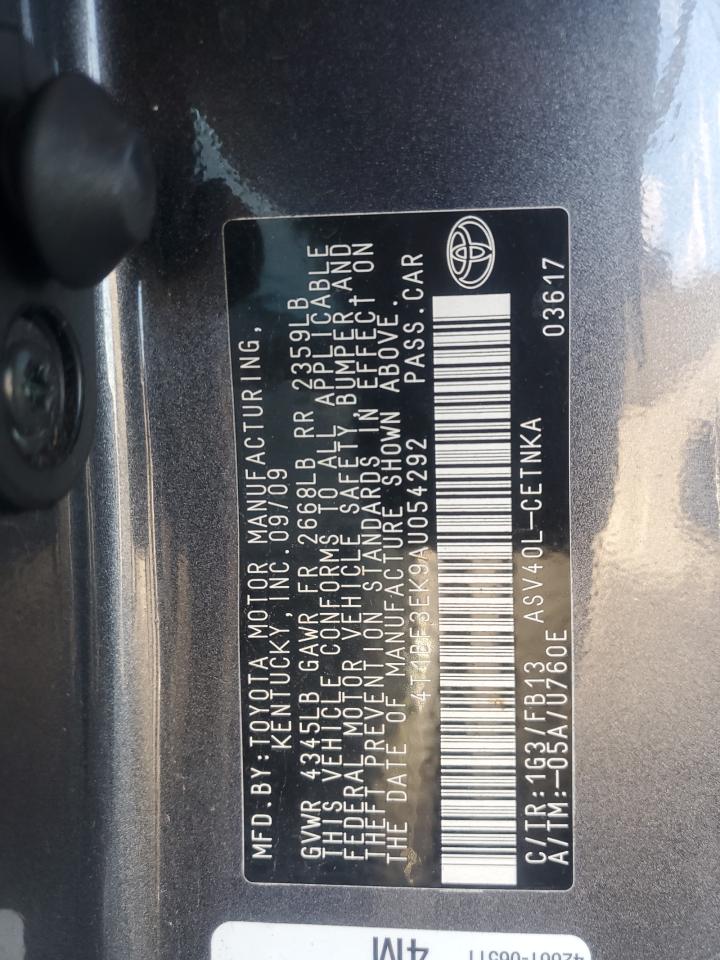 MFD.BY:TOYOTA MOTOR MANUFACTURING,
KENTUCKY,INC.09/09
GVWR 4345LB GAWR FR 2668LB RR 2359LB
THIS VEHICLE CONFORMS TO ALL APPLICABLE
FEDERAL MOTOR VEHICLE SAFETY,BUMPER,AND
THEFT PREVENTION STANDARDS IN EFFECT ON
THE DATE OF MANUFACTURE SHOWN ABOVE.
4T1BF3EK9AU054292 PASS.CAR
C/TR:1G3/FB13 ASV40L-CETNKA 03617
A/TM:-05A/U760E
4M